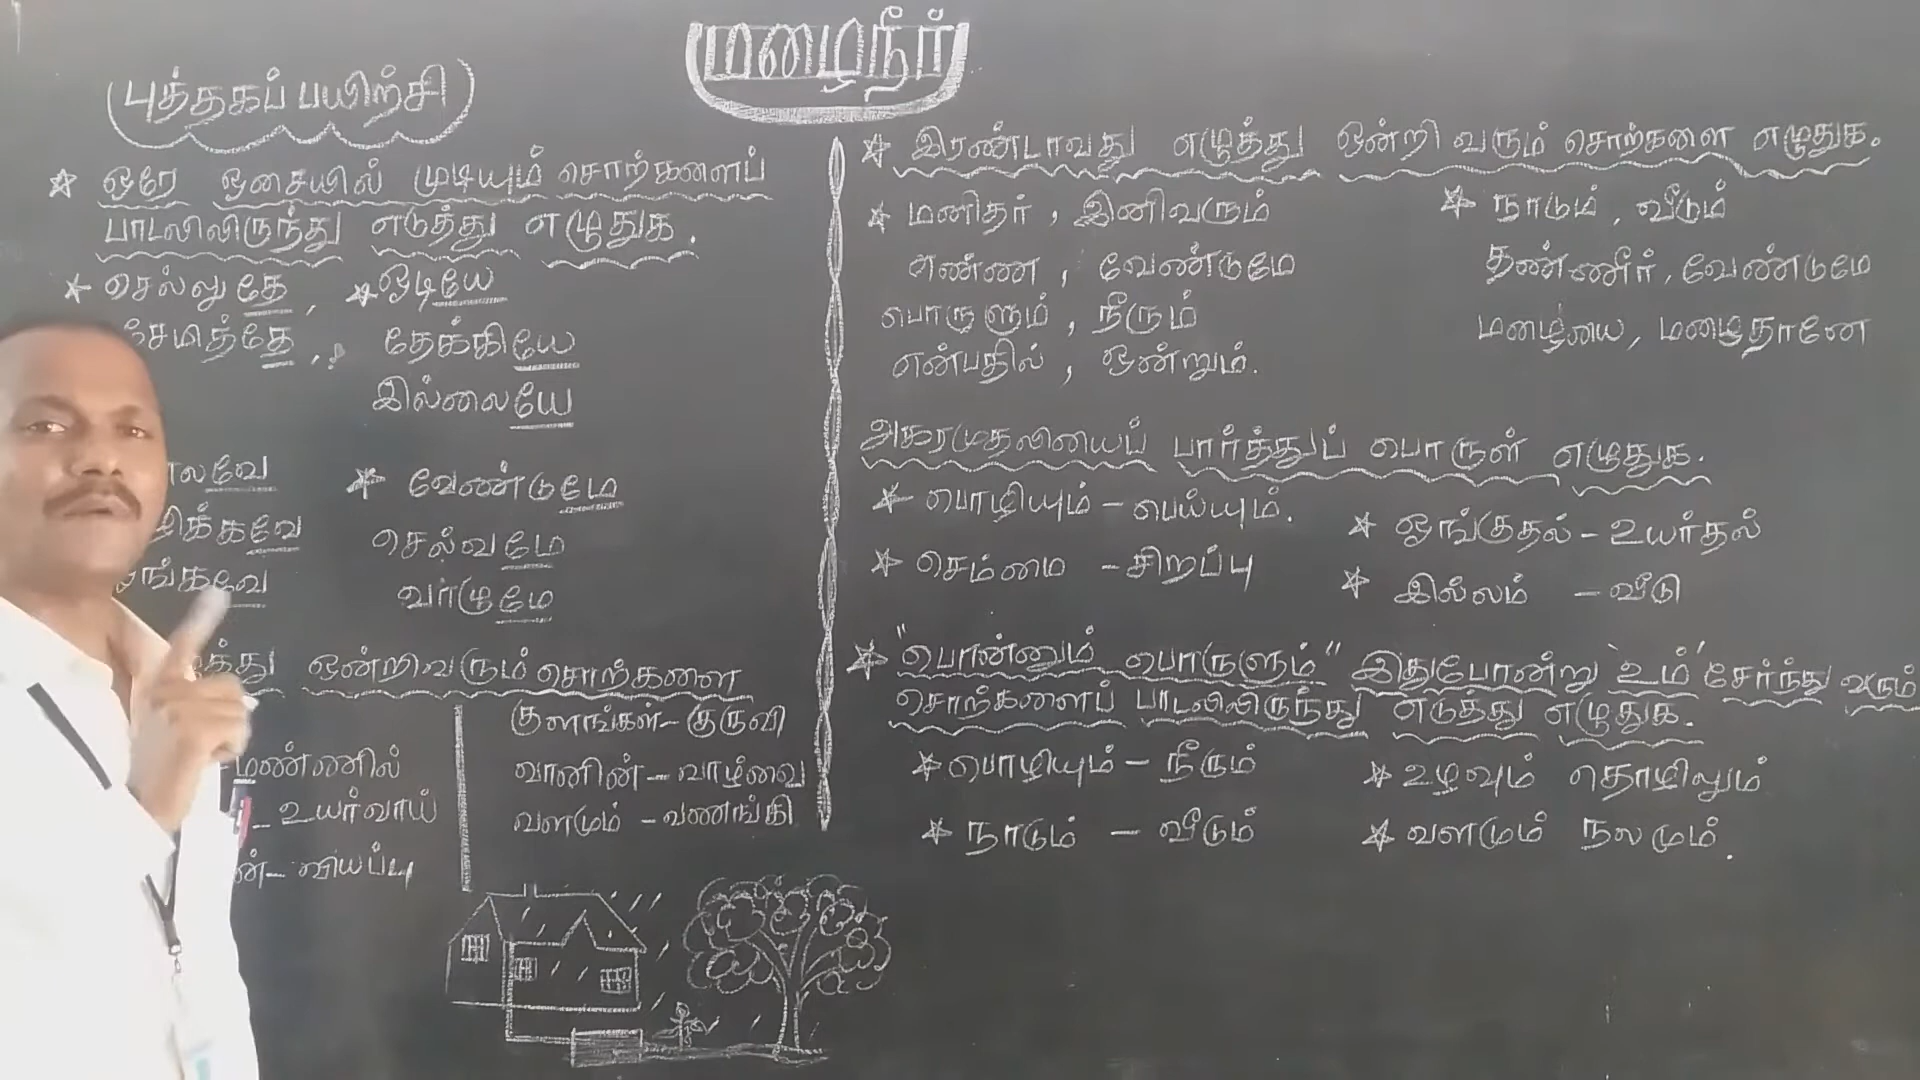 மழைநீர்
புத்தகப் பயிற்சி
ஒரே ஓசையில் முடியும் சொற்களைப்
பாடலிலிருந்து எடுத்து எழுதுக.
செல்லுதே, ஓடியே
சேமித்தே, தேக்கியே
இல்லையே
வேண்டுமே
செல்வமே
வாழுமே
ஒன்றிவரும் சொற்களை
மண்ணில்
உயர்வாய்
வியப்பு
குளங்கள் - குருவி
வானின் - வாழ்வை
வளமும் - வணங்கி
இரண்டாவது எழுத்து ஒன்றி வரும் சொற்களை எழுதுக.
மனிதர், இனிவரும்
எண்ண, வேண்டுமே
பொருளும், நீரும்
என்பதில், ஒன்றும்.
நாடும், வீடும்
தண்ணீர், வேண்டுமே
மழையை, மழைதானே
அகரமுதலியைப் பார்த்துப் பொருள் எழுதுக.
பொழியும் - பெய்யும்.
செம்மை - சிறப்பு
ஓங்குதல் - உயர்தல்
இல்லம் - வீடு
"பொன்னும் பொருளும்" இதுபோன்று 'உம்' சேர்ந்து வரும்
சொற்களைப் பாடலிலிருந்து எடுத்து எழுதுக.
பொழியும் - நீரும்
நாடும் - வீடும்
உழவும் தொழிலும்
வளமும் நலமும்.